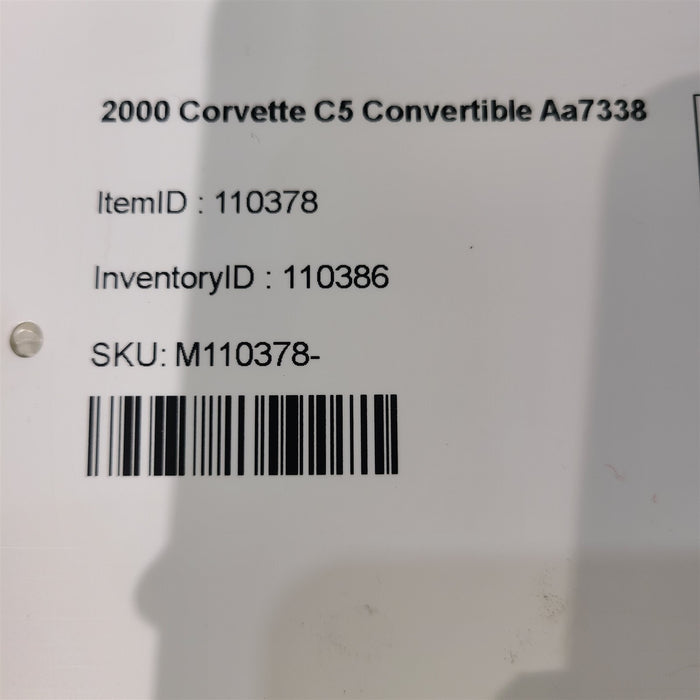 2000 Corvette C5 Convertible Aa7338
ItemID : 110378
InventoryID : 110386
SKU: M110378-